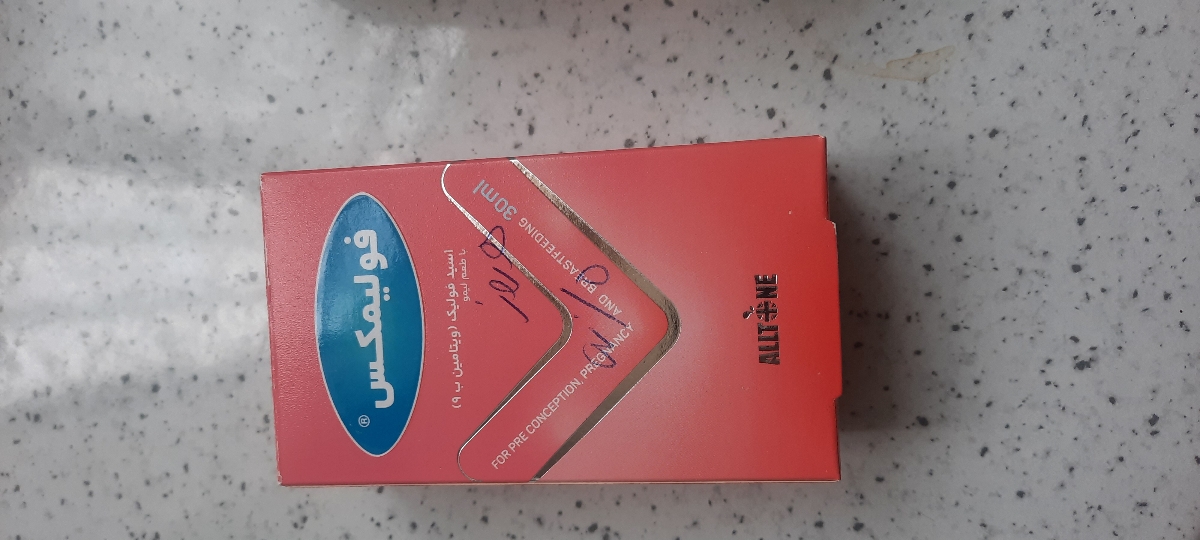 فولیمکس®
اسید فولیک (ویتامین ب ۹)
با طعم لیمو
30ml
FOR PRE CONCEPTION, PREGNANCY AND BREASTFEEDING
ALLTONE